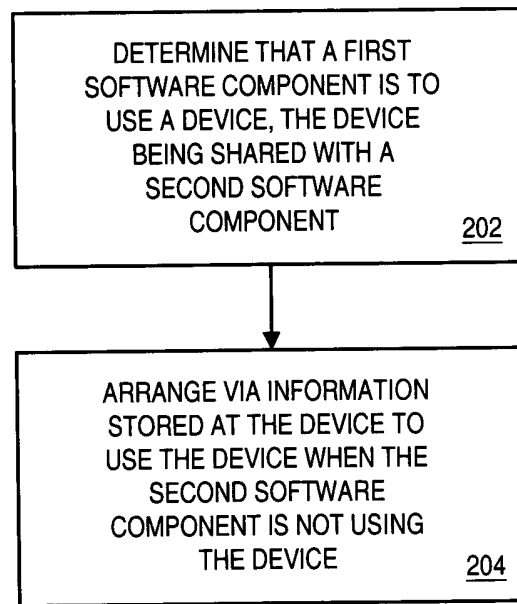 DETERMINE THAT A FIRST
SOFTWARE COMPONENT IS TO
USE A DEVICE, THE DEVICE
BEING SHARED WITH A
SECOND SOFTWARE
COMPONENT
202
ARRANGE VIA INFORMATION
STORED AT THE DEVICE TO
USE THE DEVICE WHEN THE
SECOND SOFTWARE
COMPONENT IS NOT USING
THE DEVICE
204